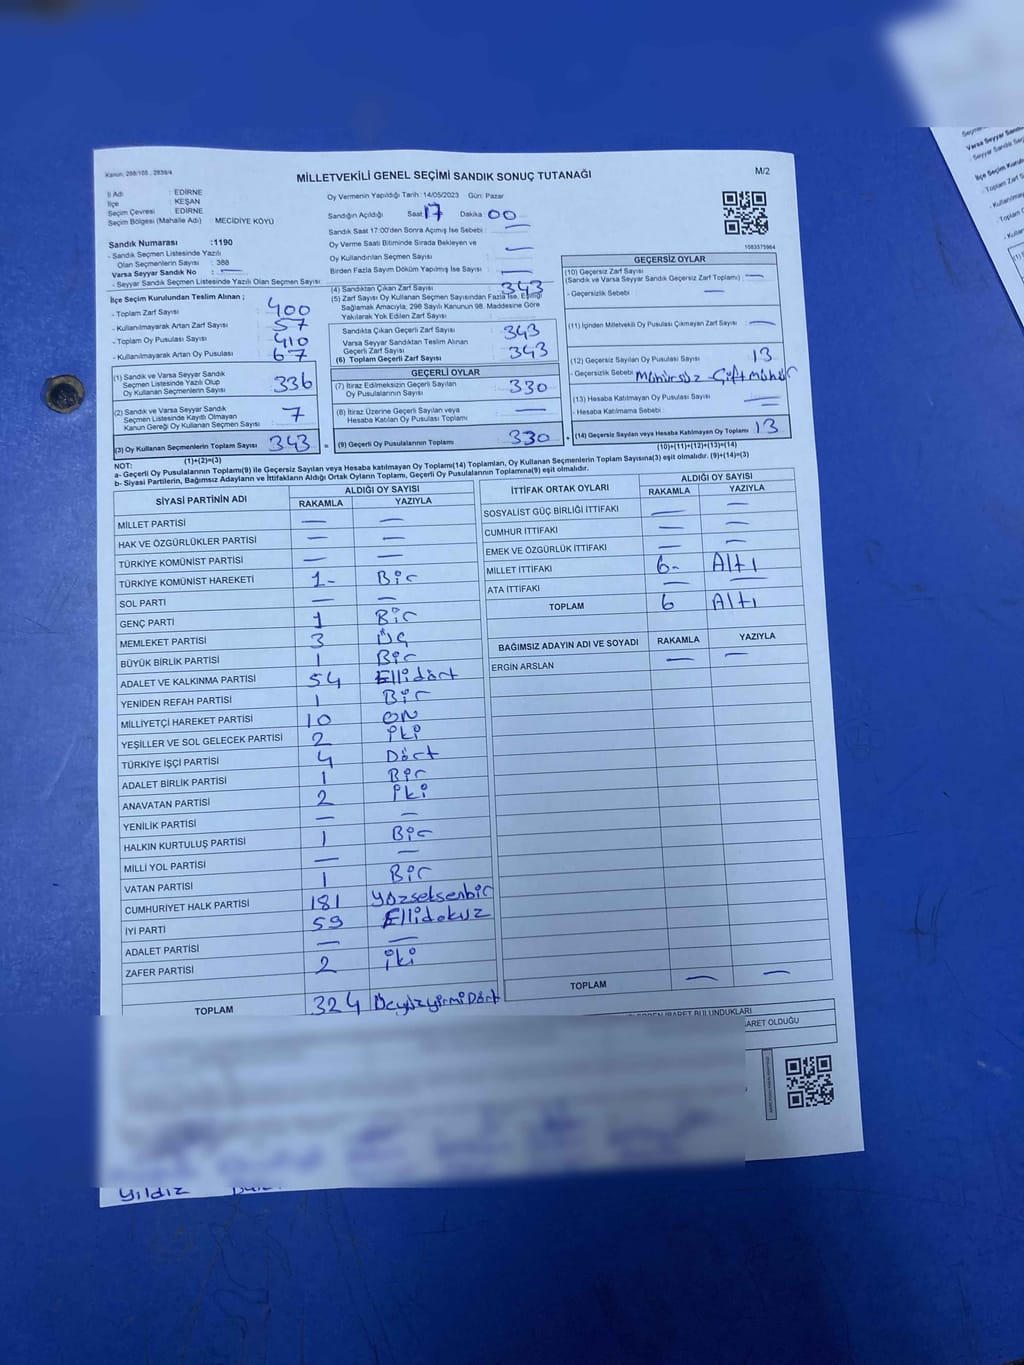 Kanun: 298/105, 2839/4
MİLLETVEKİLİ GENEL SEÇİMİ SANDIK SONUÇ TUTANAĞI
M/2
İl Adı : EDİRNE
İlçe : KEŞAN
Seçim Çevresi : EDİRNE
Seçim Bölgesi (Mahalle Adı) : MECİDİYE KÖYÜ
Sandık Numarası :1190
- Sandık Seçmen Listesinde Yazılı
Olan Seçmenlerin Sayısı : 388
Varsa Seyyar Sandık No : —
- Seyyar Sandık Seçmen Listesinde Yazılı Olan Seçmen Sayısı
Oy Vermenin Yapıldığı Tarih : 14/05/2023 Gün: Pazar
Sandığın Açıldığı Saat 17 Dakika 00
Sandık Saat 17:00'den Sonra Açılmış İse Sebebi : —
Oy Verme Saati Bitiminde Sırada Bekleyen ve
Oy Kullandırılan Seçmen Sayısı : —
Birden Fazla Sayım Döküm Yapılmış İse Sayısı : —
1083575964
İlçe Seçim Kurulundan Teslim Alınan ;
- Toplam Zarf Sayısı : 400
- Kullanılmayarak Artan Zarf Sayısı : 57
- Toplam Oy Pusulası Sayısı : 410
- Kullanılmayarak Artan Oy Pusulası : 67
(1) Sandık ve Varsa Seyyar Sandık
Seçmen Listesinde Yazılı Olup
Oy Kullanan Seçmenlerin Sayısı : 336
(2) Sandık ve Varsa Seyyar Sandık
Seçmen Listesinde Kayıtlı Olmayan
Kanun Gereği Oy Kullanan Seçmen Sayısı : 7
(3) Oy Kullanan Seçmenlerin Toplam Sayısı : 343
(1)+(2)=(3)
(4) Sandıktan Çıkan Zarf Sayısı : 343
(5) Zarf Sayısı Oy Kullanan Seçmen Sayısından Fazla İse, Eşitliği
Sağlamak Amacıyla; 298 Sayılı Kanunun 98. Maddesine Göre
Yakılarak Yok Edilen Zarf Sayısı :
Sandıkta Çıkan Geçerli Zarf Sayısı : 343
Varsa Seyyar Sandıktan Teslim Alınan
Geçerli Zarf Sayısı
(6) Toplam Geçerli Zarf Sayısı : 343
GEÇERLİ OYLAR
(7) İtiraz Edilmeksizin Geçerli Sayılan
Oy Pusulası Sayısı : 330
(8) İtiraz Üzerine Geçerli Sayılan veya
Hesaba Katılan Oy Pusulası Toplamı : —
= (9) Geçerli Oy Pusulalarının Toplamı : 330
GEÇERSİZ OYLAR
(10) Geçersiz Zarf Sayısı
(Sandık ve Varsa Seyyar Sandık Geçersiz Zarf Toplamı) : —
- Geçersizlik Sebebi : —
(11) İçinden Milletvekili Oy Pusulası Çıkmayan Zarf Sayısı : —
(12) Geçersiz Sayılan Oy Pusulası Sayısı : 13
- Geçersizlik Sebebi : Mühürsüz - Çift mühür
(13) Hesaba Katılmayan Oy Pusulası Sayısı : —
- Hesaba Katılmama Sebebi : —
+ (14) Geçersiz Sayılan veya Hesaba Katılmayan Oy Toplamı : 13
(10)+(11)+(12)+(13)=(14)
NOT:
a- Geçerli Oy Pusulalarının Toplamı(9) ile Geçersiz Sayılan veya Hesaba katılmayan Oy Toplamı(14) Toplamları, Oy Kullanan Seçmenlerin Toplam Sayısına(3) eşit olmalıdır. (9)+(14)=(3)
b- Siyasi Partilerin, Bağımsız Adayların ve İttifakların Aldığı Ortak Oyların Toplamı, Geçerli Oy Pusulalarının Toplamına(9) eşit olmalıdır.
SİYASİ PARTİNİN ADI ALDIĞI OY SAYISI
RAKAMLA YAZIYLA
MİLLET PARTİSİ — —
HAK VE ÖZGÜRLÜKLER PARTİSİ — —
TÜRKİYE KOMÜNİST PARTİSİ — —
TÜRKİYE KOMÜNİST HAREKETİ 1- Bir
SOL PARTİ — —
GENÇ PARTİ 1 Bir
MEMLEKET PARTİSİ 3 Üç
BÜYÜK BİRLİK PARTİSİ 1 Bir
ADALET VE KALKINMA PARTİSİ 54 Ellidört
YENİDEN REFAH PARTİSİ 1 Bir
MİLLİYETÇİ HAREKET PARTİSİ 10 ON
YEŞİLLER VE SOL GELECEK PARTİSİ 2 iki
TÜRKİYE İŞÇİ PARTİSİ 4 Dört
ADALET BİRLİK PARTİSİ 1 Bir
ANAVATAN PARTİSİ 2 iki
YENİLİK PARTİSİ — —
HALKIN KURTULUŞ PARTİSİ 1 Bir
MİLLİ YOL PARTİSİ — —
VATAN PARTİSİ 1 Bir
CUMHURİYET HALK PARTİSİ 181 Yüzseksenbir
İYİ PARTİ 59 Ellidokuz
ADALET PARTİSİ — —
ZAFER PARTİSİ 2 iki
TOPLAM 324 ÜçyüzyirmiDört
İTTİFAK ORTAK OYLARI ALDIĞI OY SAYISI
RAKAMLA YAZIYLA
SOSYALİST GÜÇ BİRLİĞİ İTTİFAKI — —
CUMHUR İTTİFAKI — —
EMEK VE ÖZGÜRLÜK İTTİFAKI — —
MİLLET İTTİFAKI 6- Altı
ATA İTTİFAKI — —
TOPLAM 6 Altı
BAĞIMSIZ ADAYIN ADI VE SOYADI RAKAMLA YAZIYLA
ERGİN ARSLAN — —
TOPLAM — —
İBARET BULUNDUKLARI
İBARET OLDUĞU
Yıldız